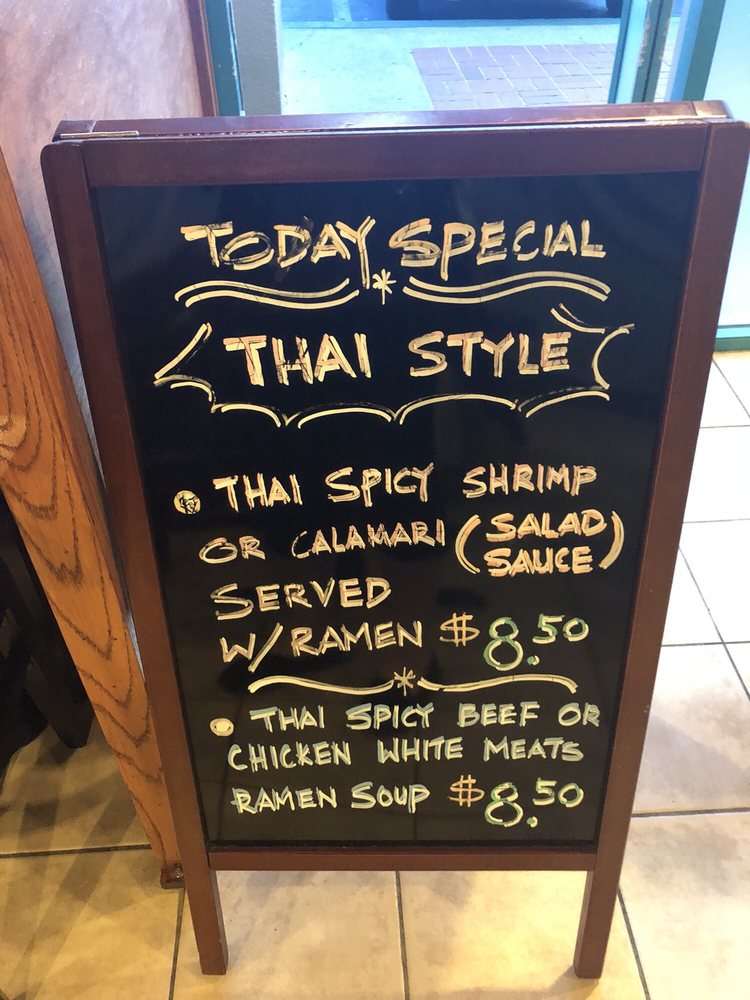 TODAY SPECIAL
THAI STYLE
THAI SPICY SHRIMP
OR CALAMARI (SALAD SAUCE)
SERVED
W/RAMEN $8.50
THAI SPICY BEEF OR
CHICKEN WHITE MEATS
RAMEN SOUP $8.50